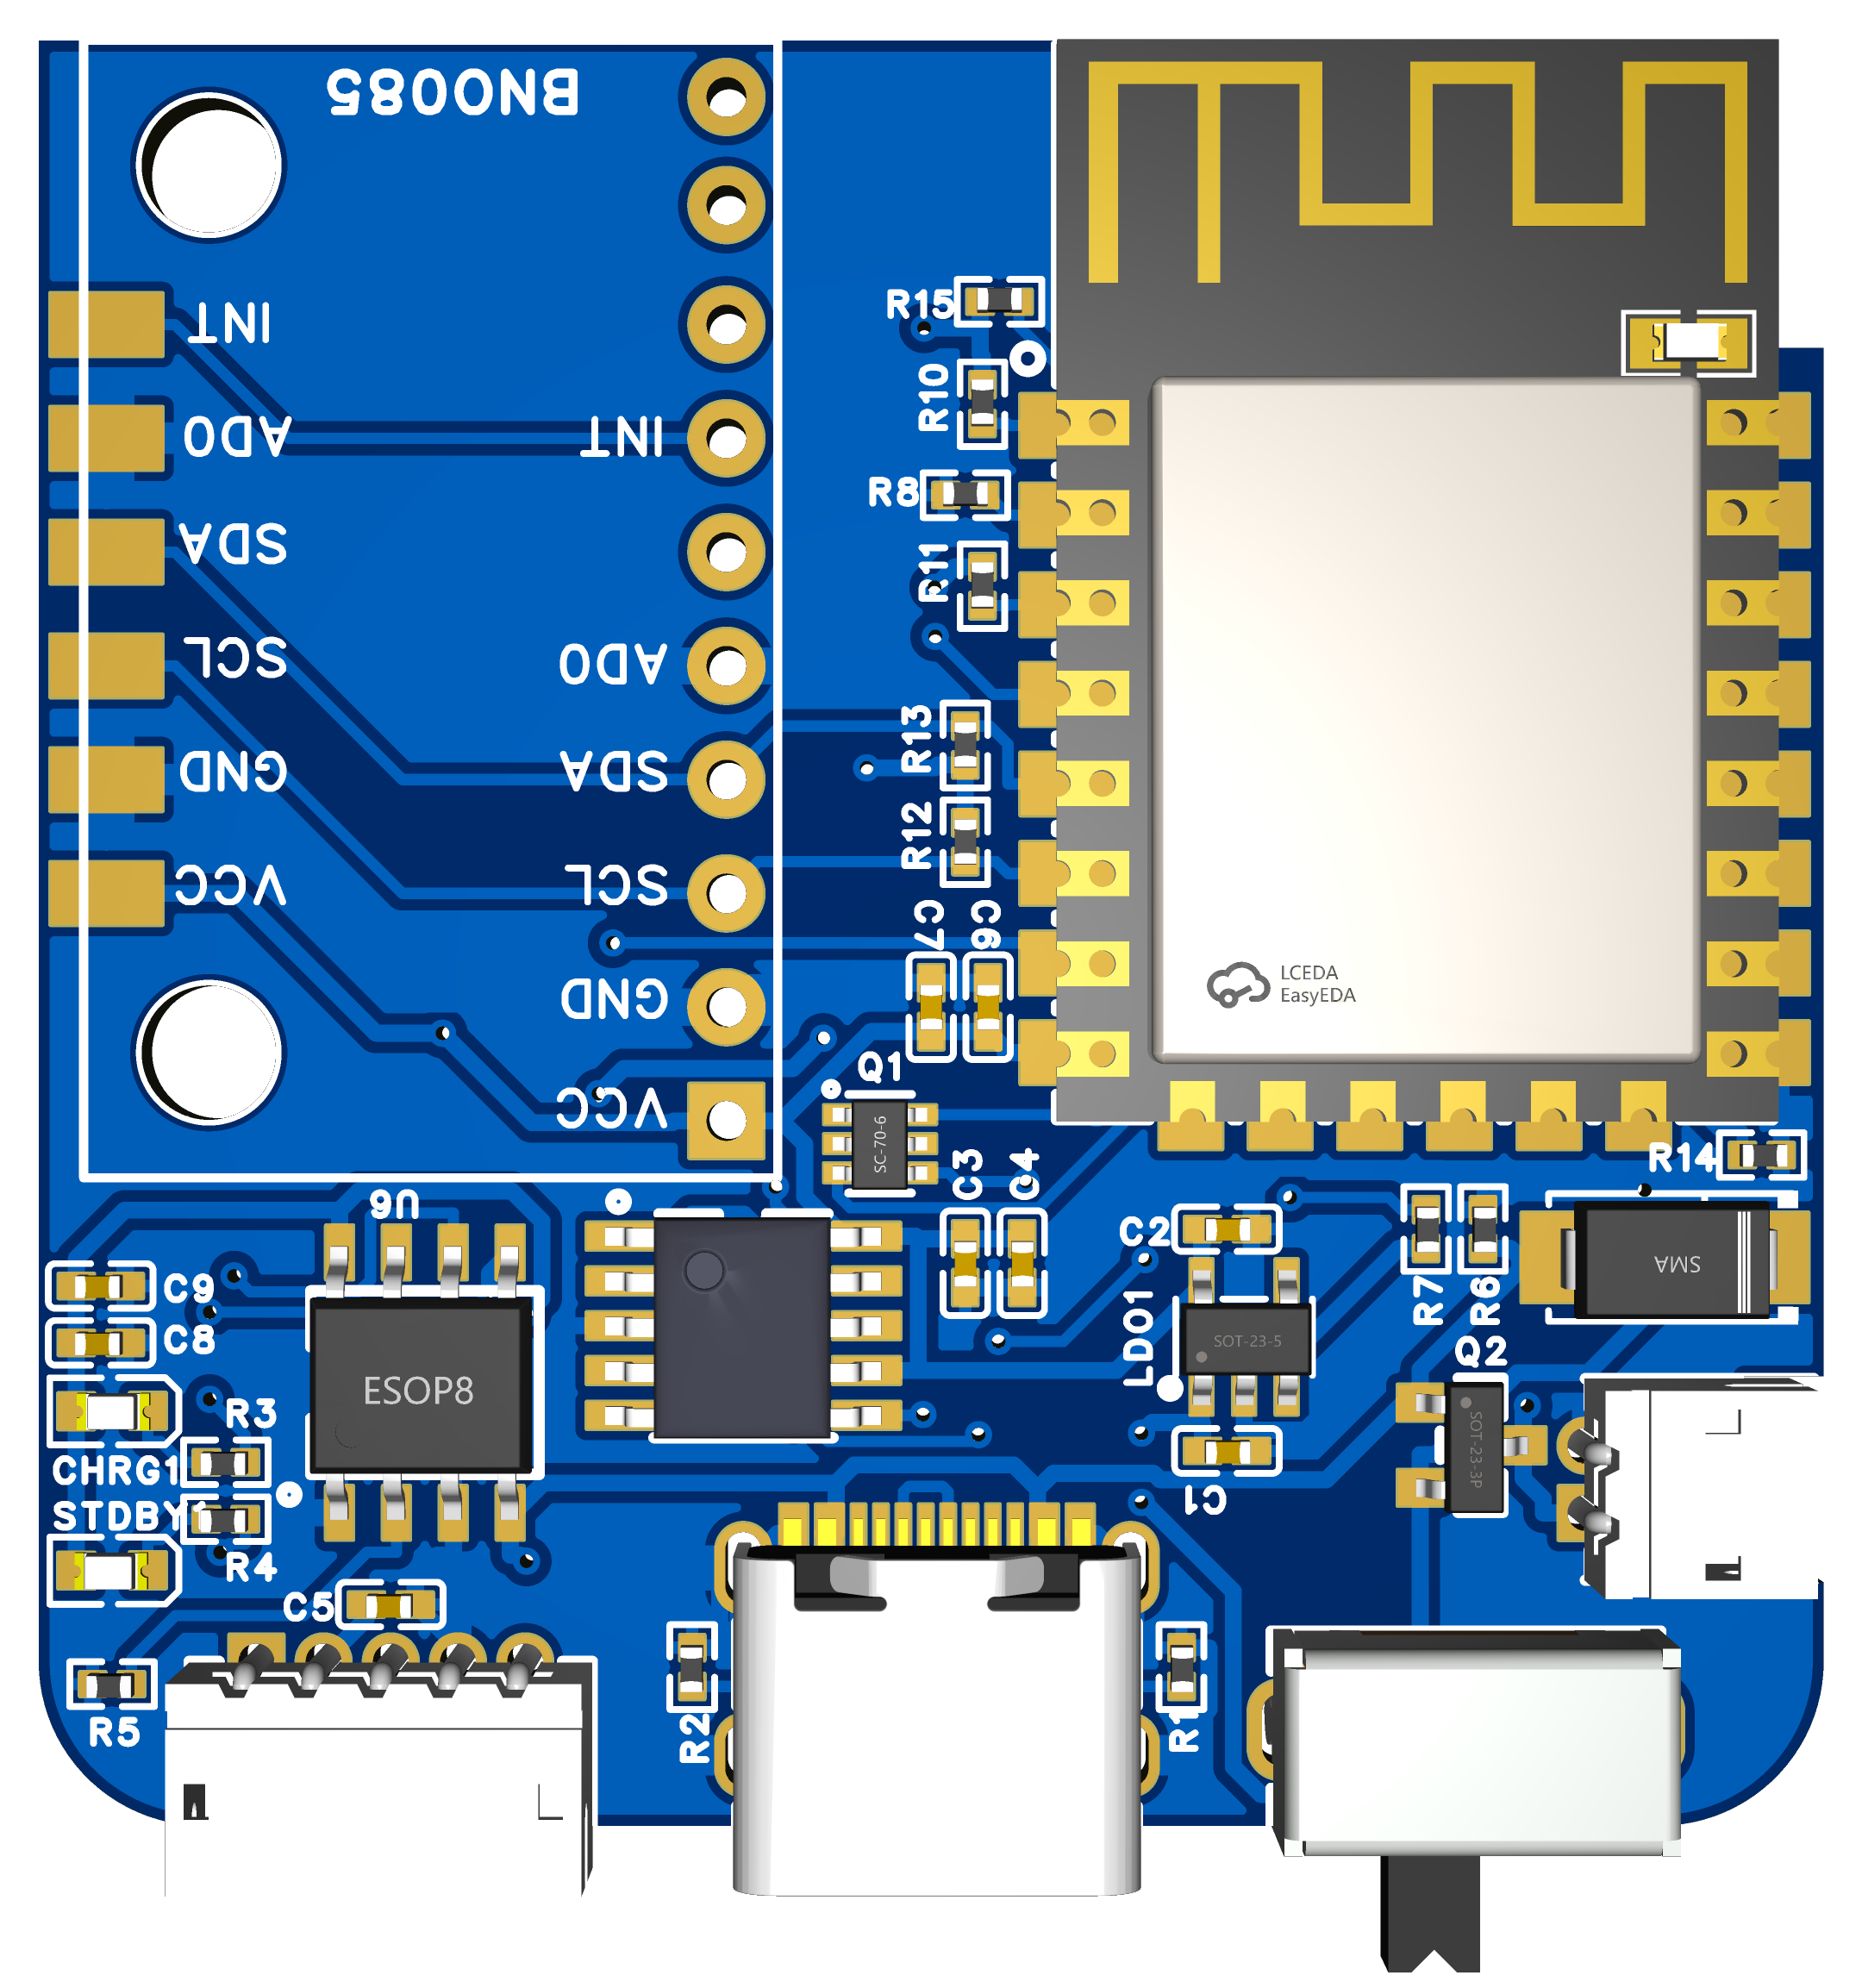 BNO085
INT
AD0
SDA
SCL
GND
VCC
INT
AD0
SDA
SCL
GND
VCC
R15
R10
R8
R11
R13
R12
C7
C6
LCEDA
EasyEDA
Q1
SC-70-6
C3
C4
R14
U6
C2
R7
R6
SMA
C9
C8
LDO1
SOT-23-5
Q2
SOT-23-3P
ESOP8
R3
CHRG1
STDBY1
R4
C1
C5
R5
R2
R1